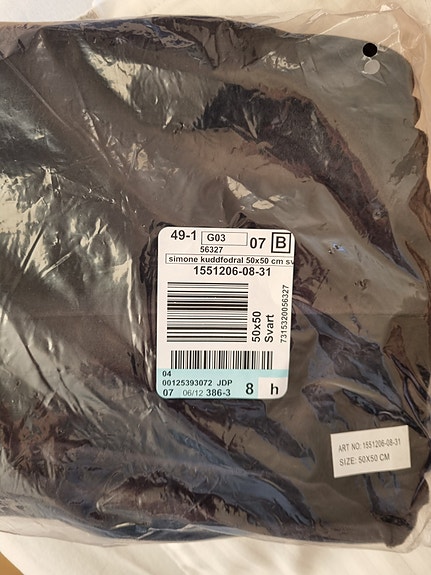 49-1 G03 07 B
56327
simone kuddfodral 50x50 cm sv
1551206-08-31
50x50
Svart
7315320056327
04
00125393072 JDP
07 06/12 386-3 8 h
ART NO: 1551206-08-31
SIZE: 50X50 CM